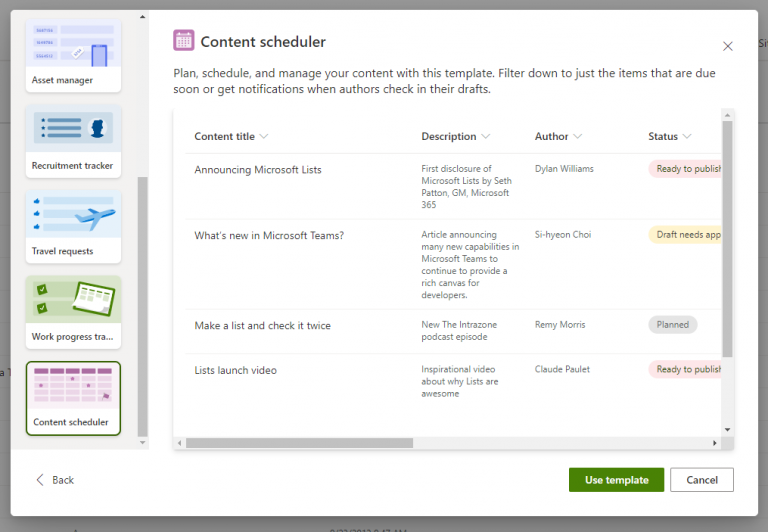 Asset manager
Recruitment tracker
Travel requests
Work progress tra...
Content scheduler
Content scheduler
Plan, schedule, and manage your content with this template. Filter down to just the items that are due
soon or get notifications when authors check in their drafts.
Content title Description Author Status
Announcing Microsoft Lists
First disclosure of
Microsoft Lists by Seth
Patton, GM, Microsoft
365
Dylan Williams
Ready to publish
What's new in Microsoft Teams?
Article announcing
many new capabilities in
Microsoft Teams to
continue to provide a
rich canvas for
developers.
Si-hyeon Choi
Draft needs app
Make a list and check it twice
New The Intrazone
podcast episode
Remy Morris
Planned
Lists launch video
Inspirational video
about why Lists are
awesome
Claude Paulet
Ready to publish
Back
Use template
Cancel